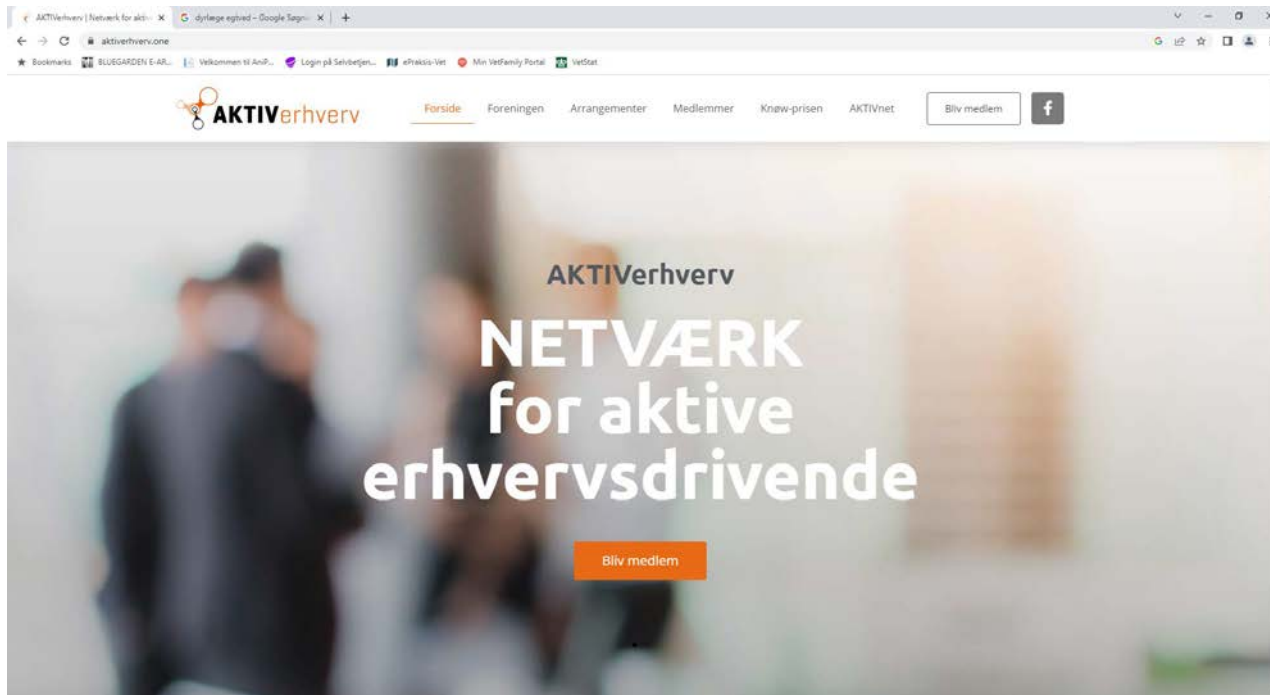 AKTIVerhverv | Netværk for aktiv
dyrlæge egtved – Google Søgn
aktiverhverv.one
Bookmarks BLUEGARDEN E-AR... Velkommen til AniP... Login på Selvbetjen... ePraksis-Vet Min VetFamily Portal VetStat
AKTIVerhverv Forside Foreningen Arrangementer Medlemmer Knøw-prisen AKTIVnet Bliv medlem
AKTIVerhverv
NETVÆRK
for aktive
erhvervsdrivende
Bliv medlem